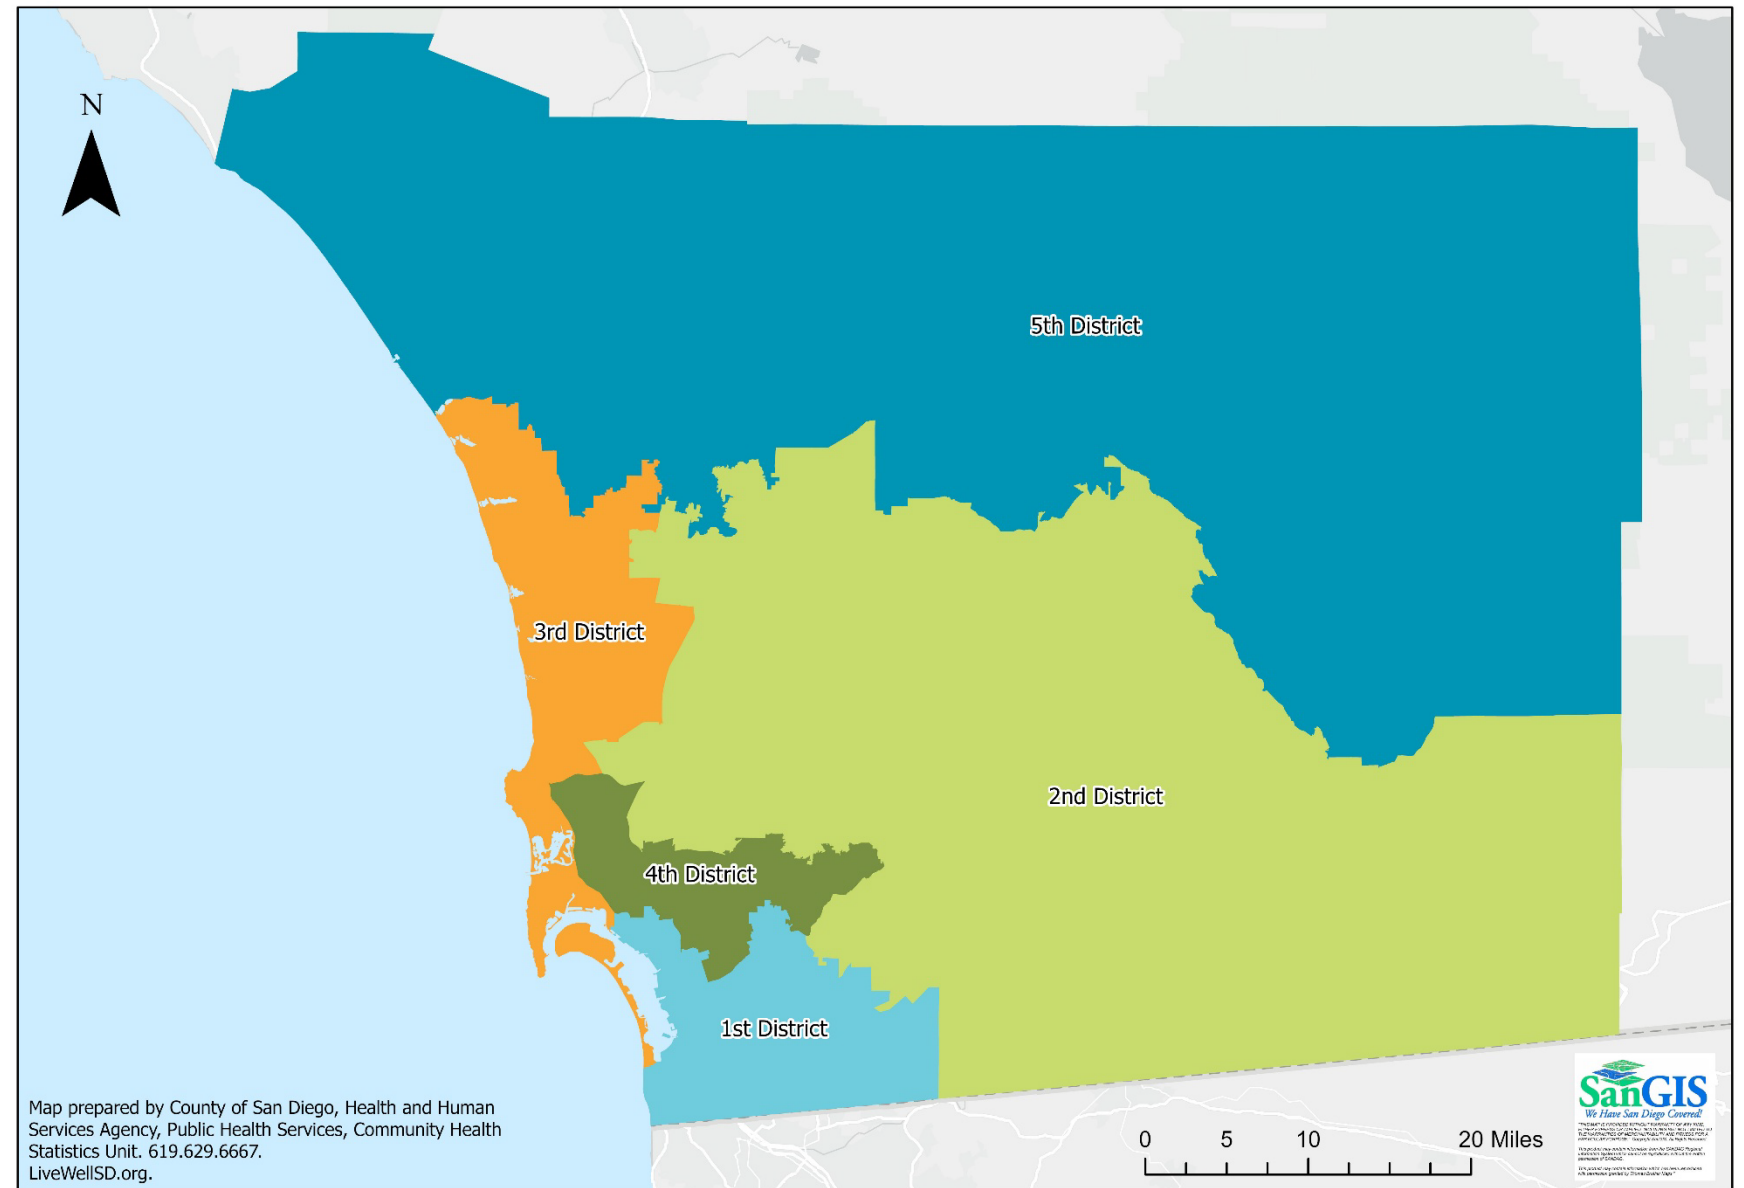 N
5th District
3rd District
2nd District
4th District
1st District
Map prepared by County of San Diego, Health and Human
Services Agency, Public Health Services, Community Health
Statistics Unit. 619.629.6667.
LiveWellSD.org.
0 5 10 20 Miles
SanGIS
We Have San Diego Covered!